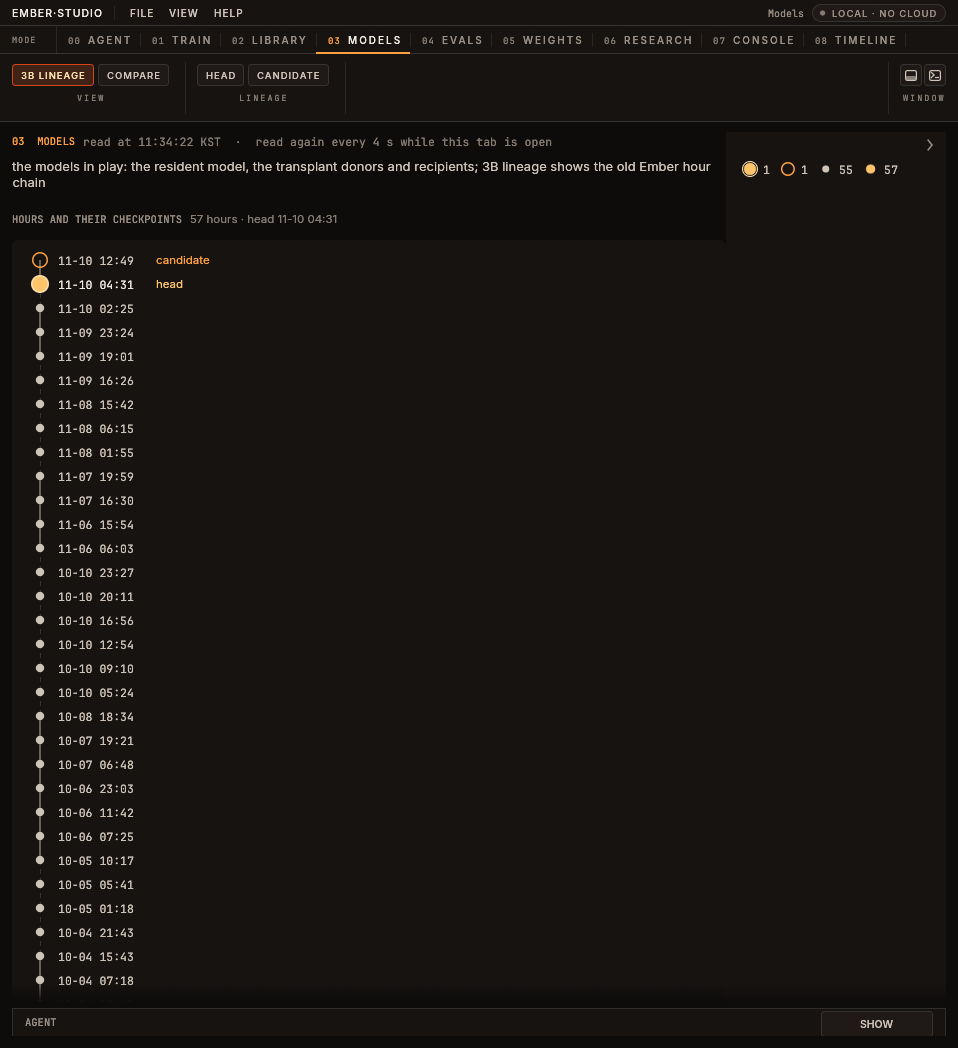 EMBER·STUDIO FILE VIEW HELP Models LOCAL · NO CLOUD
MODE 00 AGENT 01 TRAIN 02 LIBRARY 03 MODELS 04 EVALS 05 WEIGHTS 06 RESEARCH 07 CONSOLE 08 TIMELINE
3B LINEAGE COMPARE HEAD CANDIDATE
VIEW LINEAGE WINDOW
03 MODELS read at 11:34:22 KST · read again every 4 s while this tab is open
the models in play: the resident model, the transplant donors and recipients; 3B lineage shows the old Ember hour
chain
1 1 55 57
HOURS AND THEIR CHECKPOINTS 57 hours · head 11-10 04:31
11-10 12:49 candidate
11-10 04:31 head
11-10 02:25
11-09 23:24
11-09 19:01
11-09 16:26
11-08 15:42
11-08 06:15
11-08 01:55
11-07 19:59
11-07 16:30
11-06 15:54
11-06 06:03
10-10 23:27
10-10 20:11
10-10 16:56
10-10 12:54
10-10 09:10
10-10 05:24
10-08 18:34
10-07 19:21
10-07 06:48
10-06 23:03
10-06 11:42
10-06 07:25
10-05 10:17
10-05 05:41
10-05 01:18
10-04 21:43
10-04 15:43
10-04 07:18
AGENT SHOW